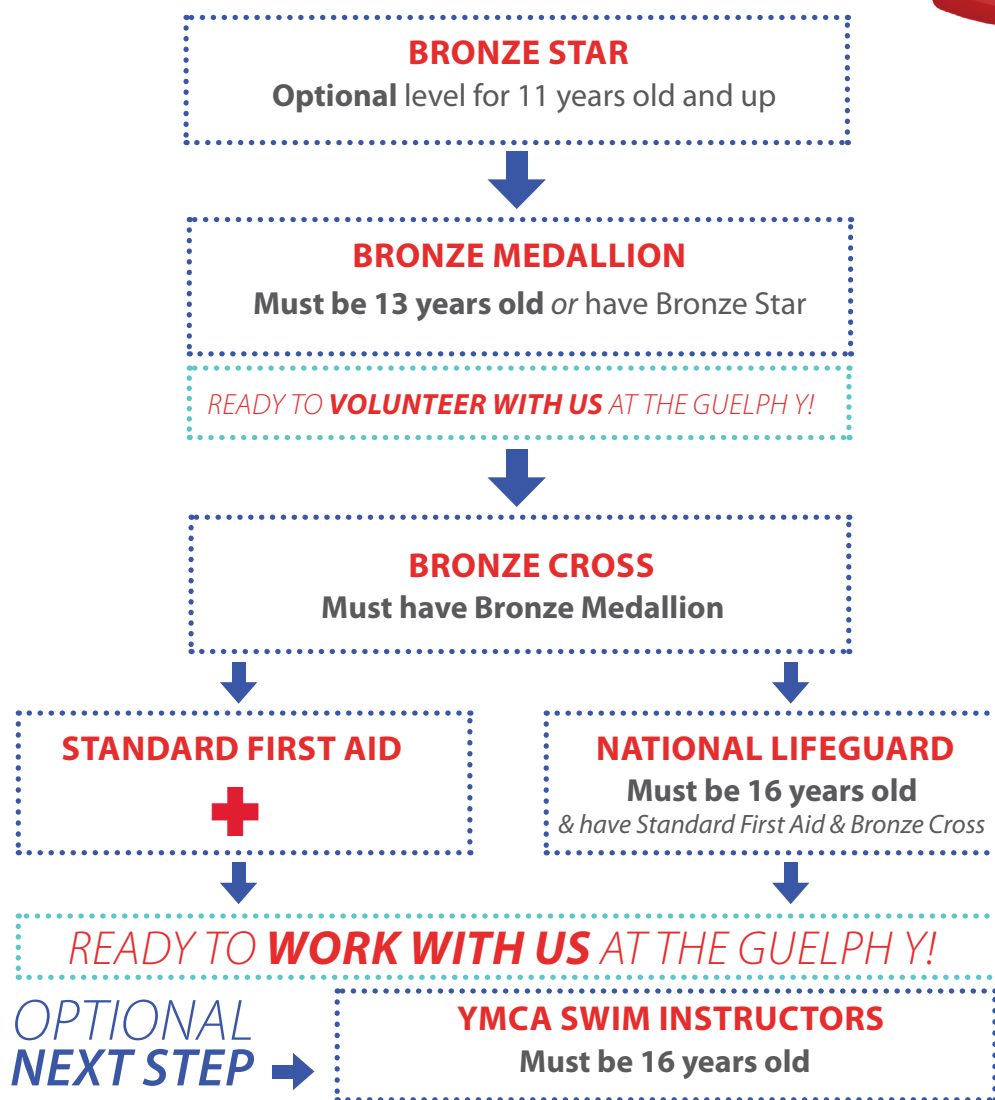 BRONZE STAR
Optional level for 11 years old and up
BRONZE MEDALLION
Must be 13 years old or have Bronze Star
READY TO VOLUNTEER WITH US AT THE GUELPH Y!
BRONZE CROSS
Must have Bronze Medallion
STANDARD FIRST AID
NATIONAL LIFEGUARD
Must be 16 years old
& have Standard First Aid & Bronze Cross
READY TO WORK WITH US AT THE GUELPH Y!
OPTIONAL
NEXT STEP
YMCA SWIM INSTRUCTORS
Must be 16 years old